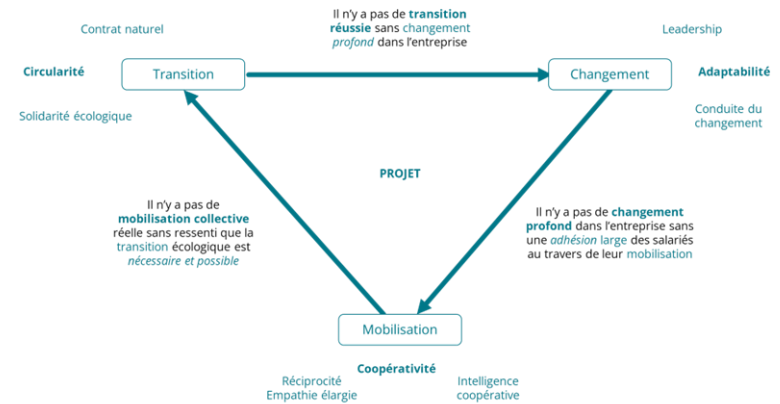 Il n’y a pas de transition
réussie sans changement
profond dans l’entreprise
Contrat naturel
Leadership
Circularité
Transition
Changement
Adaptabilité
Solidarité écologique
Conduite du
changement
PROJET
Il n’y a pas de
mobilisation collective
réelle sans ressenti que la
transition écologique est
nécessaire et possible
Il n’y a pas de changement
profond dans l’entreprise sans
une adhésion large des salariés
au travers de leur mobilisation
Mobilisation
Coopérativité
Réciprocité
Empathie élargie
Intelligence
coopérative